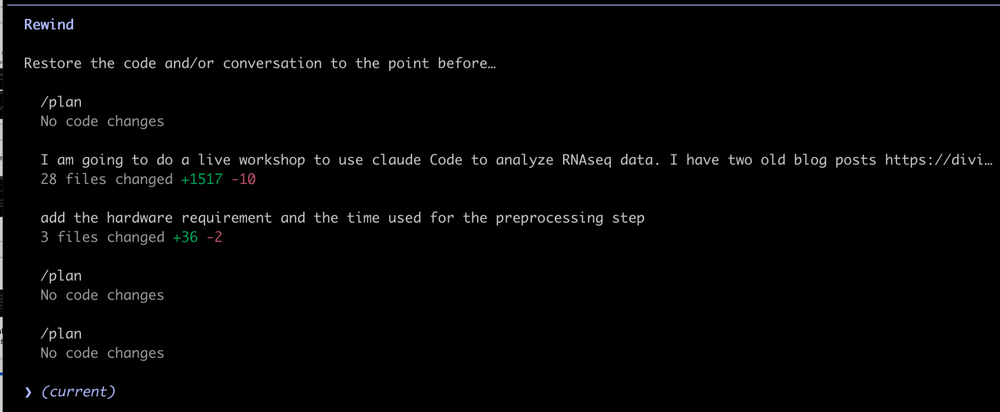 Rewind
Restore the code and/or conversation to the point before…
/plan
No code changes
I am going to do a live workshop to use claude Code to analyze RNAseq data. I have two old blog posts https://divi…
28 files changed +1517 -10
add the hardware requirement and the time used for the preprocessing step
3 files changed +36 -2
/plan
No code changes
/plan
No code changes
❯ (current)